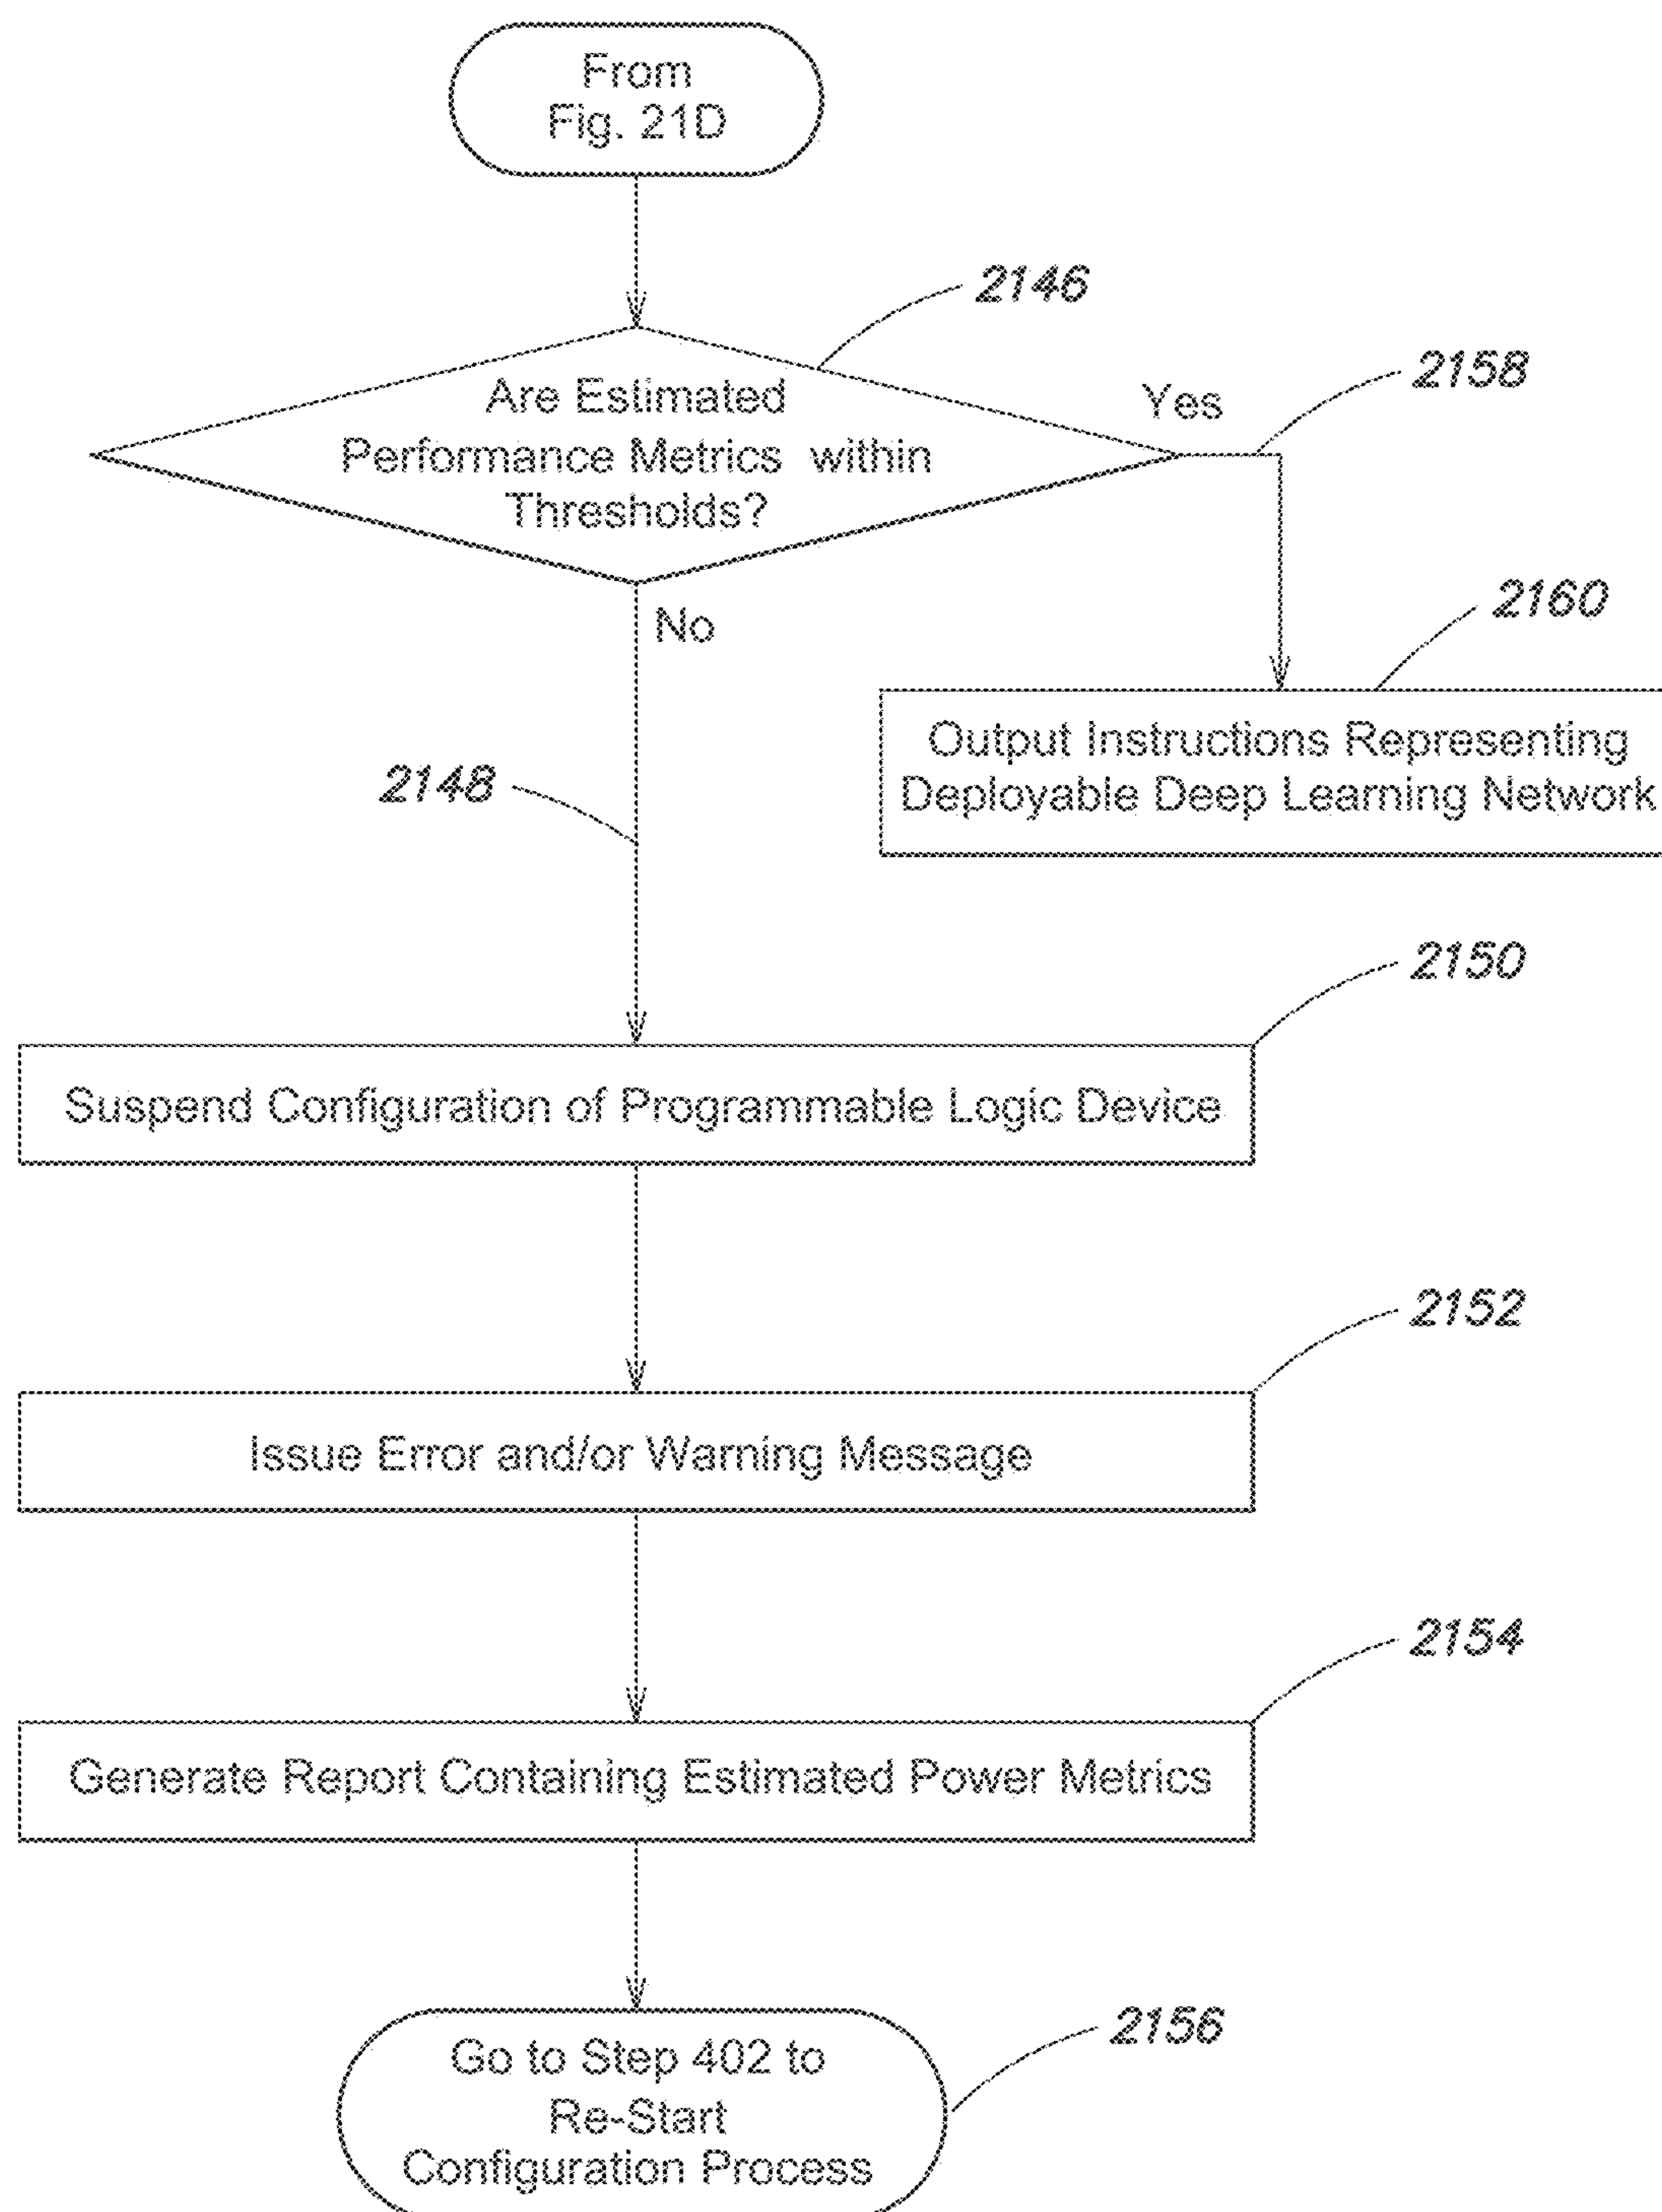 From
Fig. 21D
2146
Are Estimated
Performance Metrics within
Thresholds?
Yes
2158
No
2160
Output Instructions Representing
Deployable Deep Learning Network
2148
2150
Suspend Configuration of Programmable Logic Device
2152
Issue Error and/or Warning Message
2154
Generate Report Containing Estimated Power Metrics
2156
Go to Step 402 to
Re-Start
Configuration Process